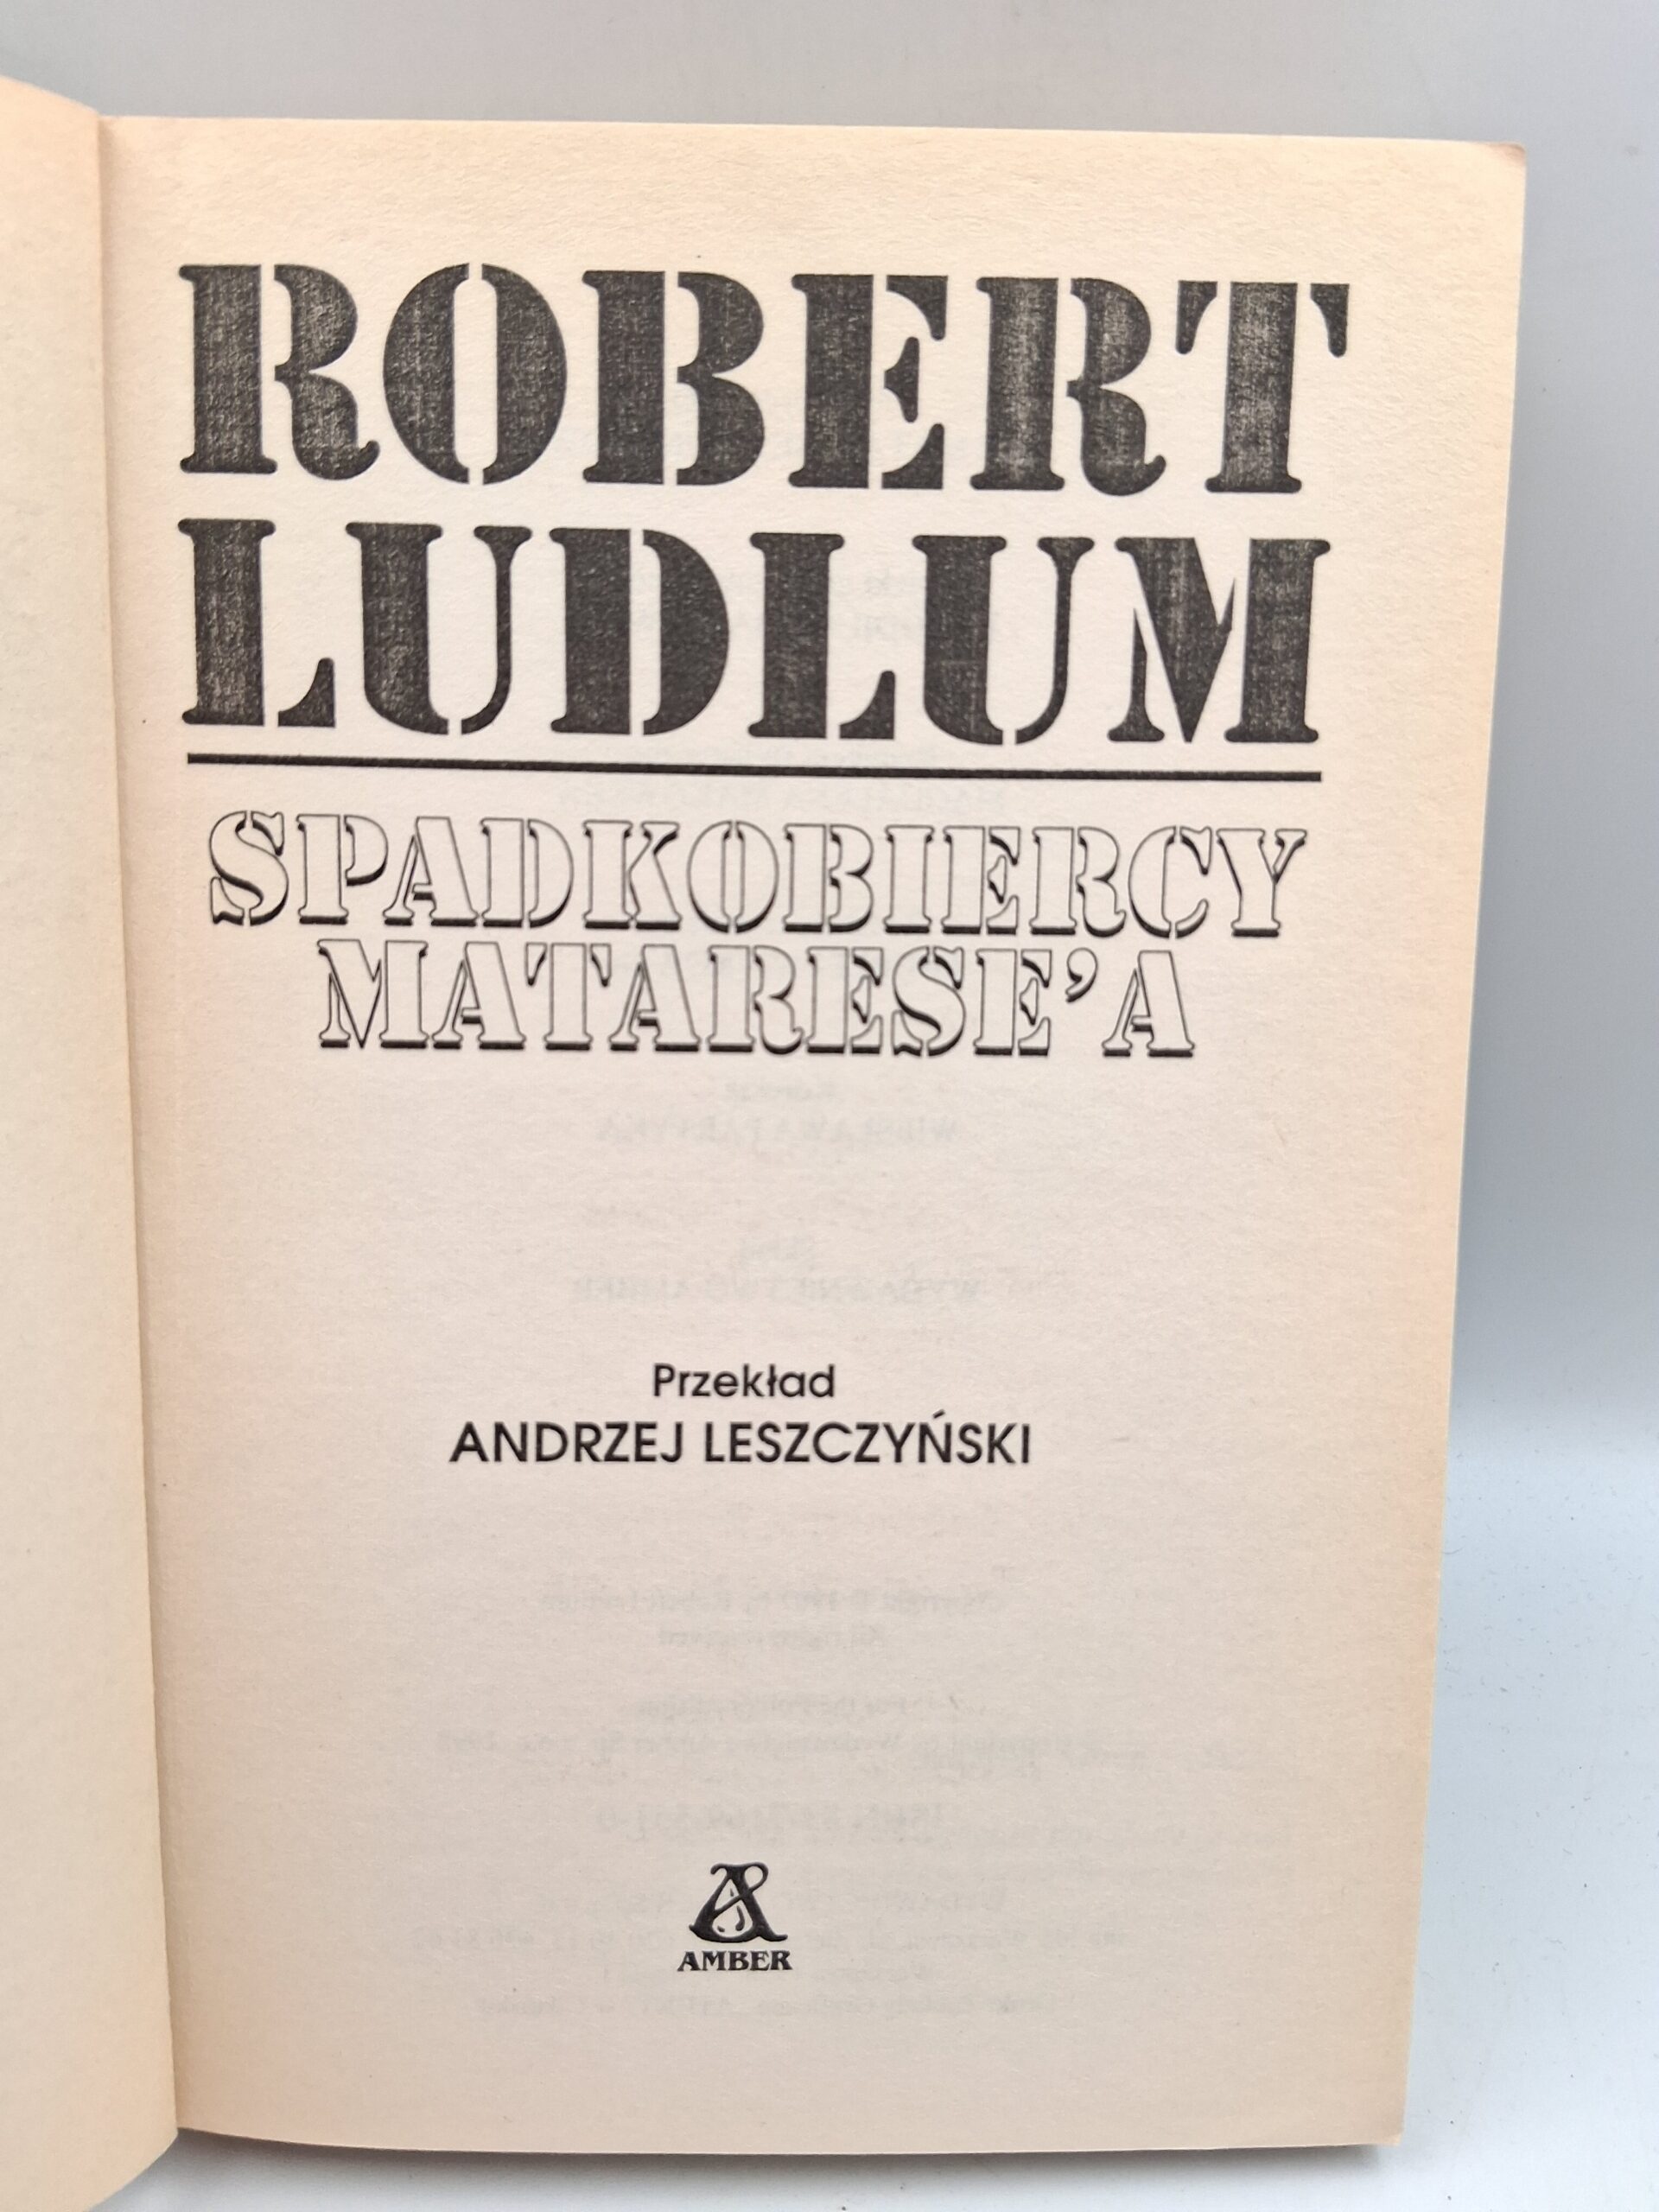 ROBERT
LUDLUM
SPADKOBIERCY
MATARESE'A
Przekład
ANDRZEJ LESZCZYŃSKI
AMBER